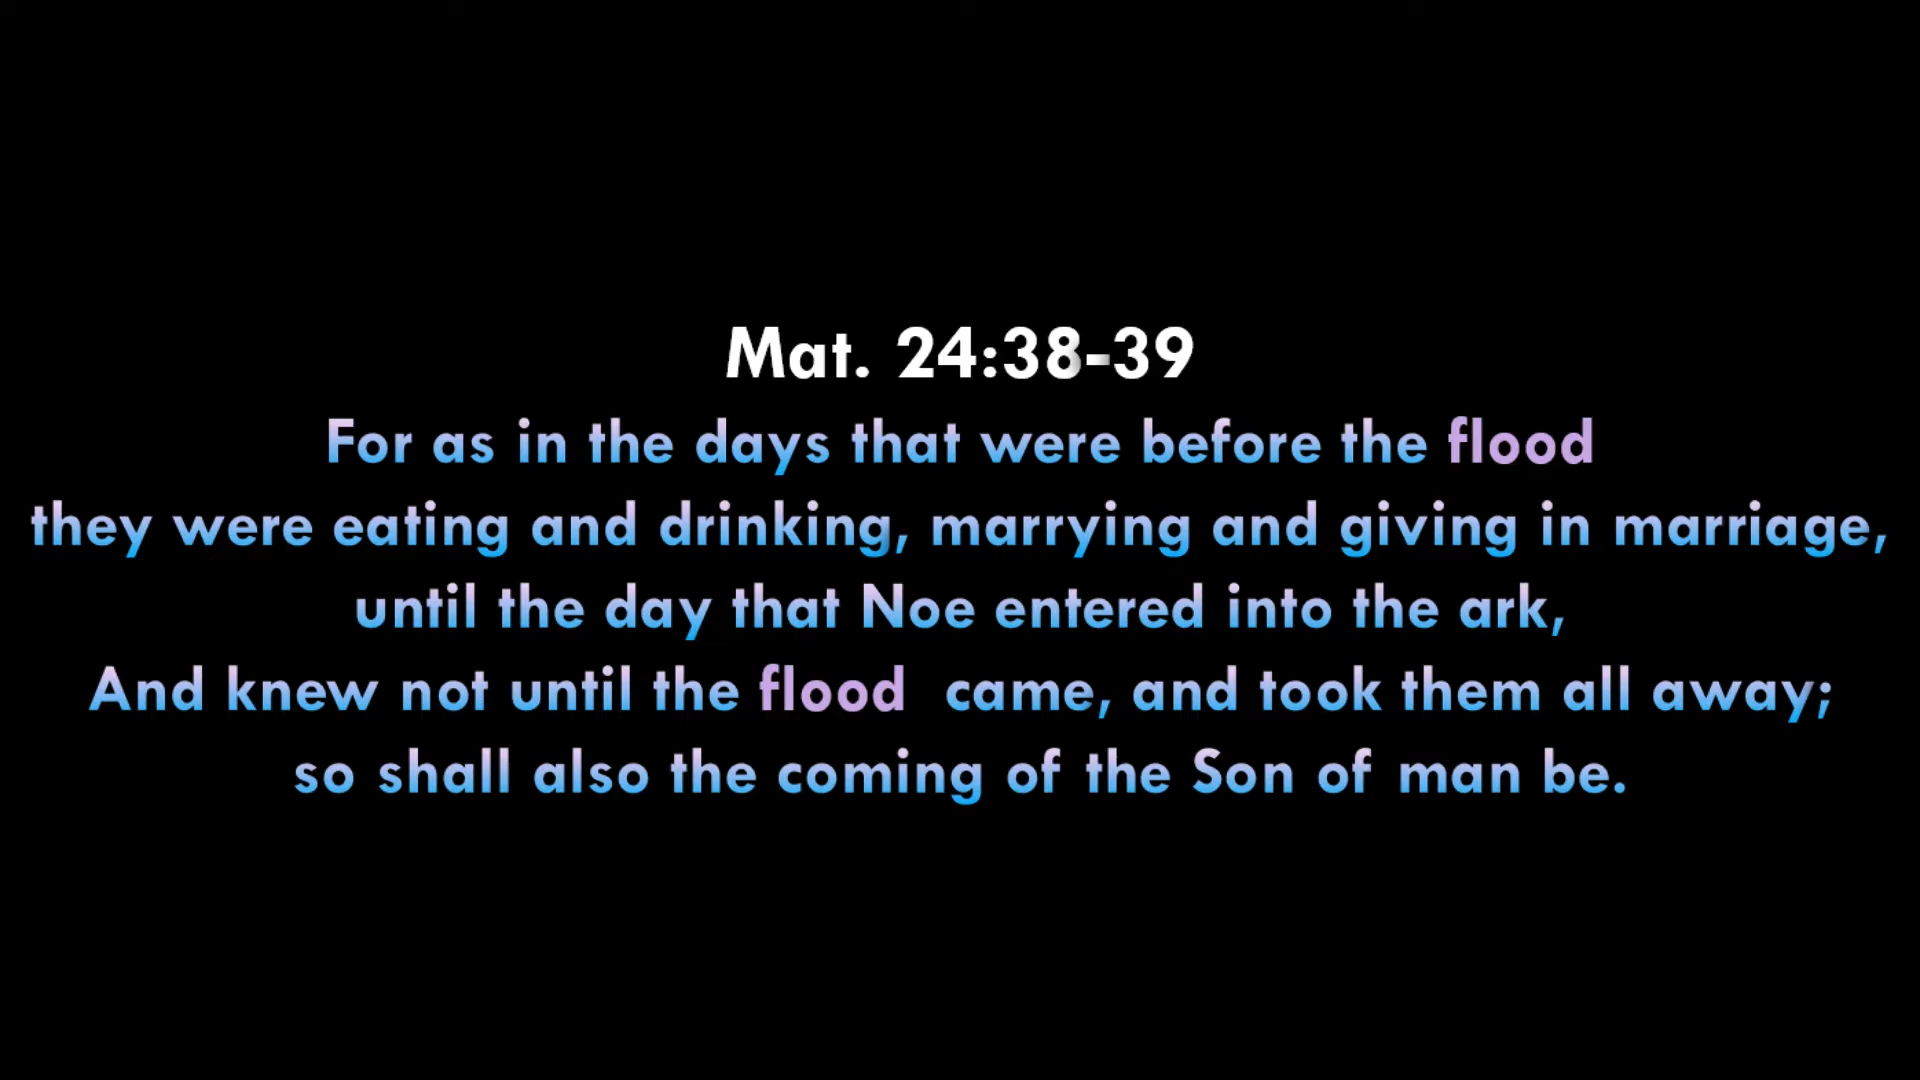 Mat. 24:38-39
For as in the days that were before the flood
they were eating and drinking, marrying and giving in marriage,
until the day that Noe entered into the ark,
And knew not until the flood came, and took them all away;
so shall also the coming of the Son of man be.